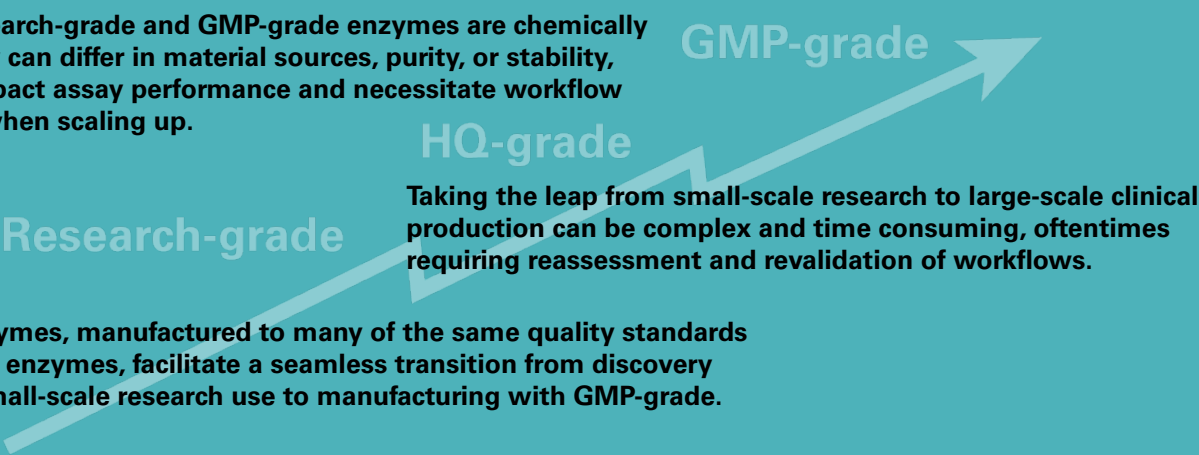 research-grade and GMP-grade enzymes are chemically
can differ in material sources, purity, or stability,
assay performance and necessitate workflow
when scaling up.
GMP-grade
HQ-grade
Taking the leap from small-scale research to large-scale clinical
production can be complex and time consuming, oftentimes
requiring reassessment and revalidation of workflows.
Research-grade
manufactured to many of the same quality standards
enzymes, facilitate a seamless transition from discovery
small-scale research use to manufacturing with GMP-grade.